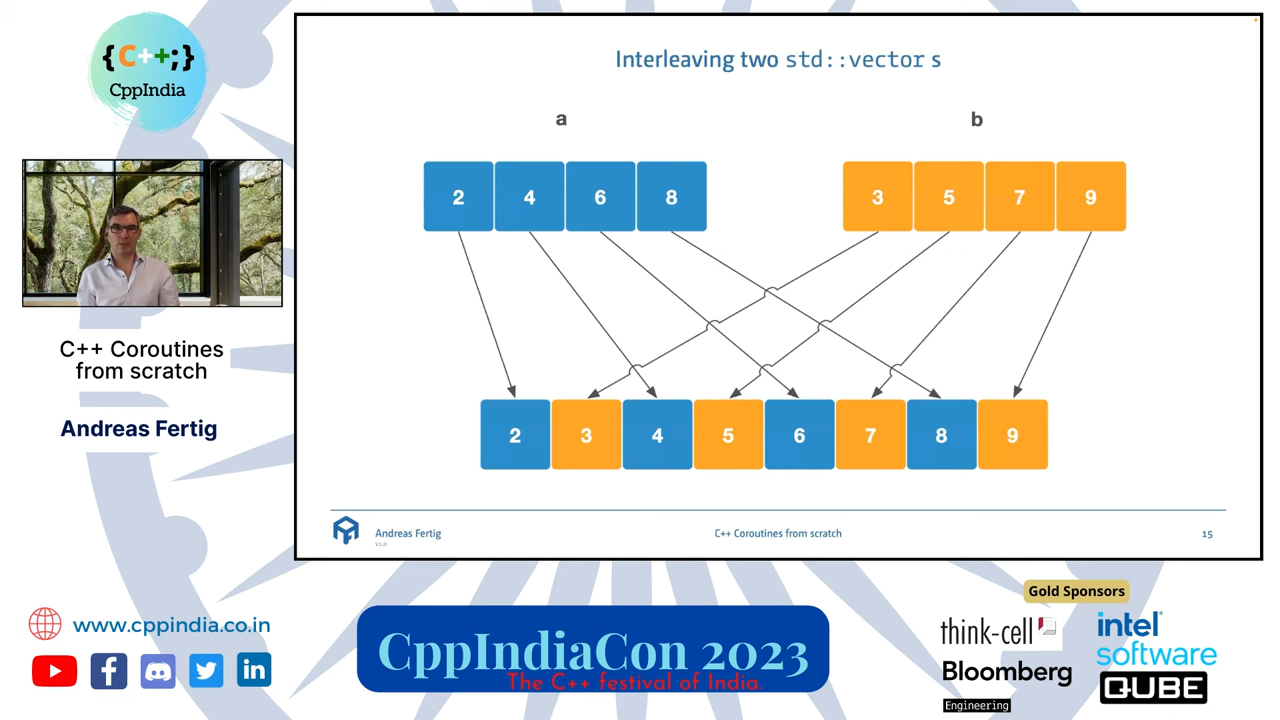 {C++;}
CppIndia
C++ Coroutines
from scratch
Andreas Fertig
Interleaving two std::vector s
a
b
2 4 6 8
3 5 7 9
2 3 4 5 6 7 8 9
Andreas Fertig
v1.0
C++ Coroutines from scratch
15
www.cppindia.co.in
CppIndiaCon 2023
The C++ festival of India.
Gold Sponsors
think-cell
intel
software
Bloomberg
Engineering
QUBE